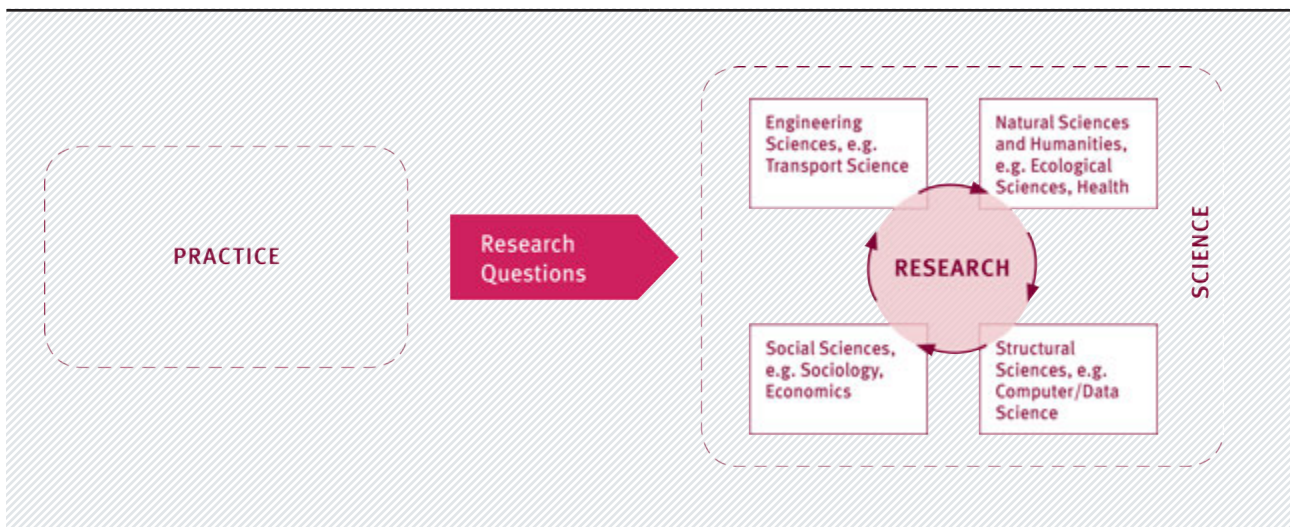 PRACTICE
Research
Questions
Engineering
Sciences, e.g.
Transport Science
Natural Sciences
and Humanities,
e.g. Ecological
Sciences, Health
RESEARCH
Social Sciences,
e.g. Sociology,
Economics
Structural
Sciences, e.g.
Computer/Data
Science
SCIENCE